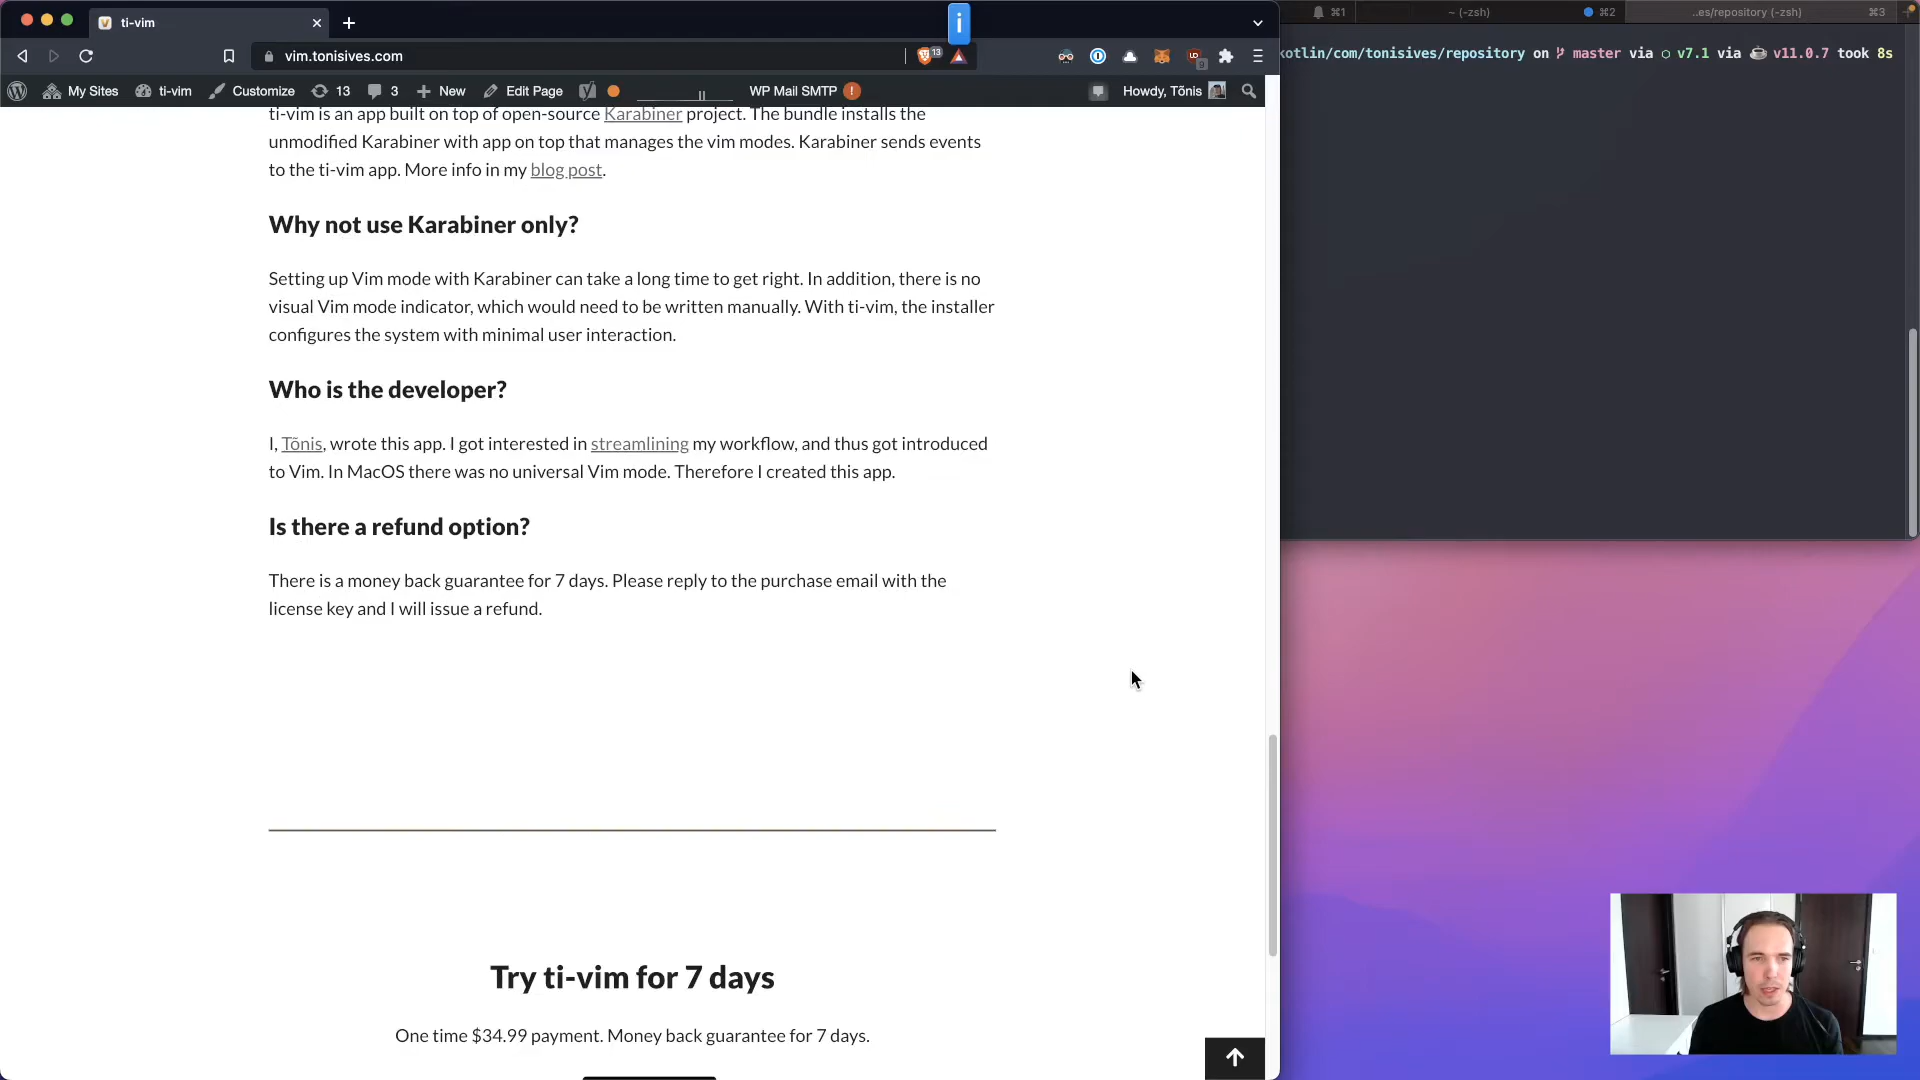 ti-vim
i
⌘1
~ (-zsh)
⌘2
..es/repository (-zsh)
⌘3
vim.tonisives.com
13
kotlin/com/tonisives/repository on master via v7.1 via v11.0.7 took 8s
My Sites
ti-vim
Customize
13
3
New
Edit Page
WP Mail SMTP !
Howdy, Tõnis
ti-vim is an app built on top of open-source Karabiner project. The bundle installs the
unmodified Karabiner with app on top that manages the vim modes. Karabiner sends events
to the ti-vim app. More info in my blog post.
Why not use Karabiner only?
Setting up Vim mode with Karabiner can take a long time to get right. In addition, there is no
visual Vim mode indicator, which would need to be written manually. With ti-vim, the installer
configures the system with minimal user interaction.
Who is the developer?
I, Tõnis, wrote this app. I got interested in streamlining my workflow, and thus got introduced
to Vim. In MacOS there was no universal Vim mode. Therefore I created this app.
Is there a refund option?
There is a money back guarantee for 7 days. Please reply to the purchase email with the
license key and I will issue a refund.
Try ti-vim for 7 days
One time $34.99 payment. Money back guarantee for 7 days.